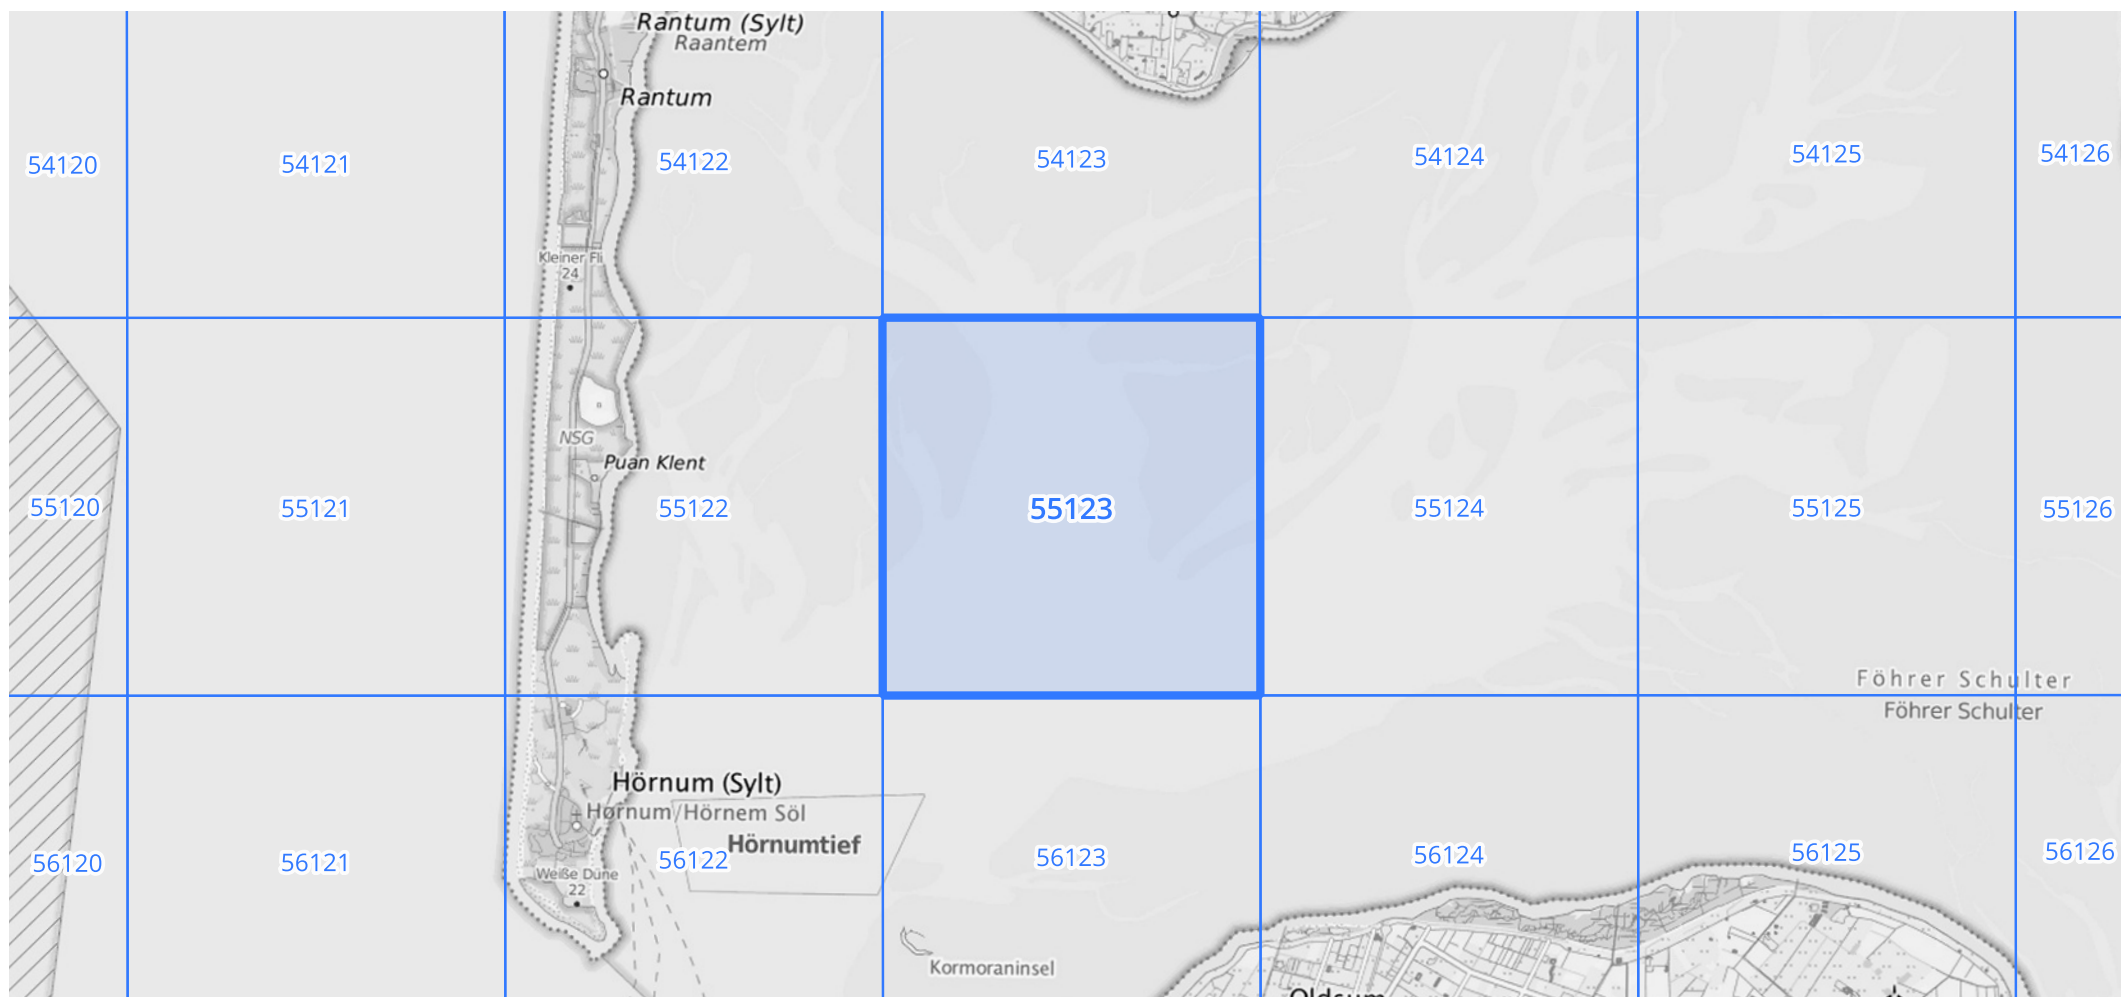 Rantum (Sylt)
Raantem
Rantum
54120
54121
54122
54123
54124
54125
54126
Kleiner Fli
24
NSG
Puan Klent
55120
55121
55122
55123
55124
55125
55126
Föhrer Schulter
Föhrer Schulter
Hörnum (Sylt)
Hørnum/Hörnem Söl
Hörnumtief
56120
56121
56122
56123
56124
56125
56126
Weiße Düne
22
Kormoraninsel
Oldsum